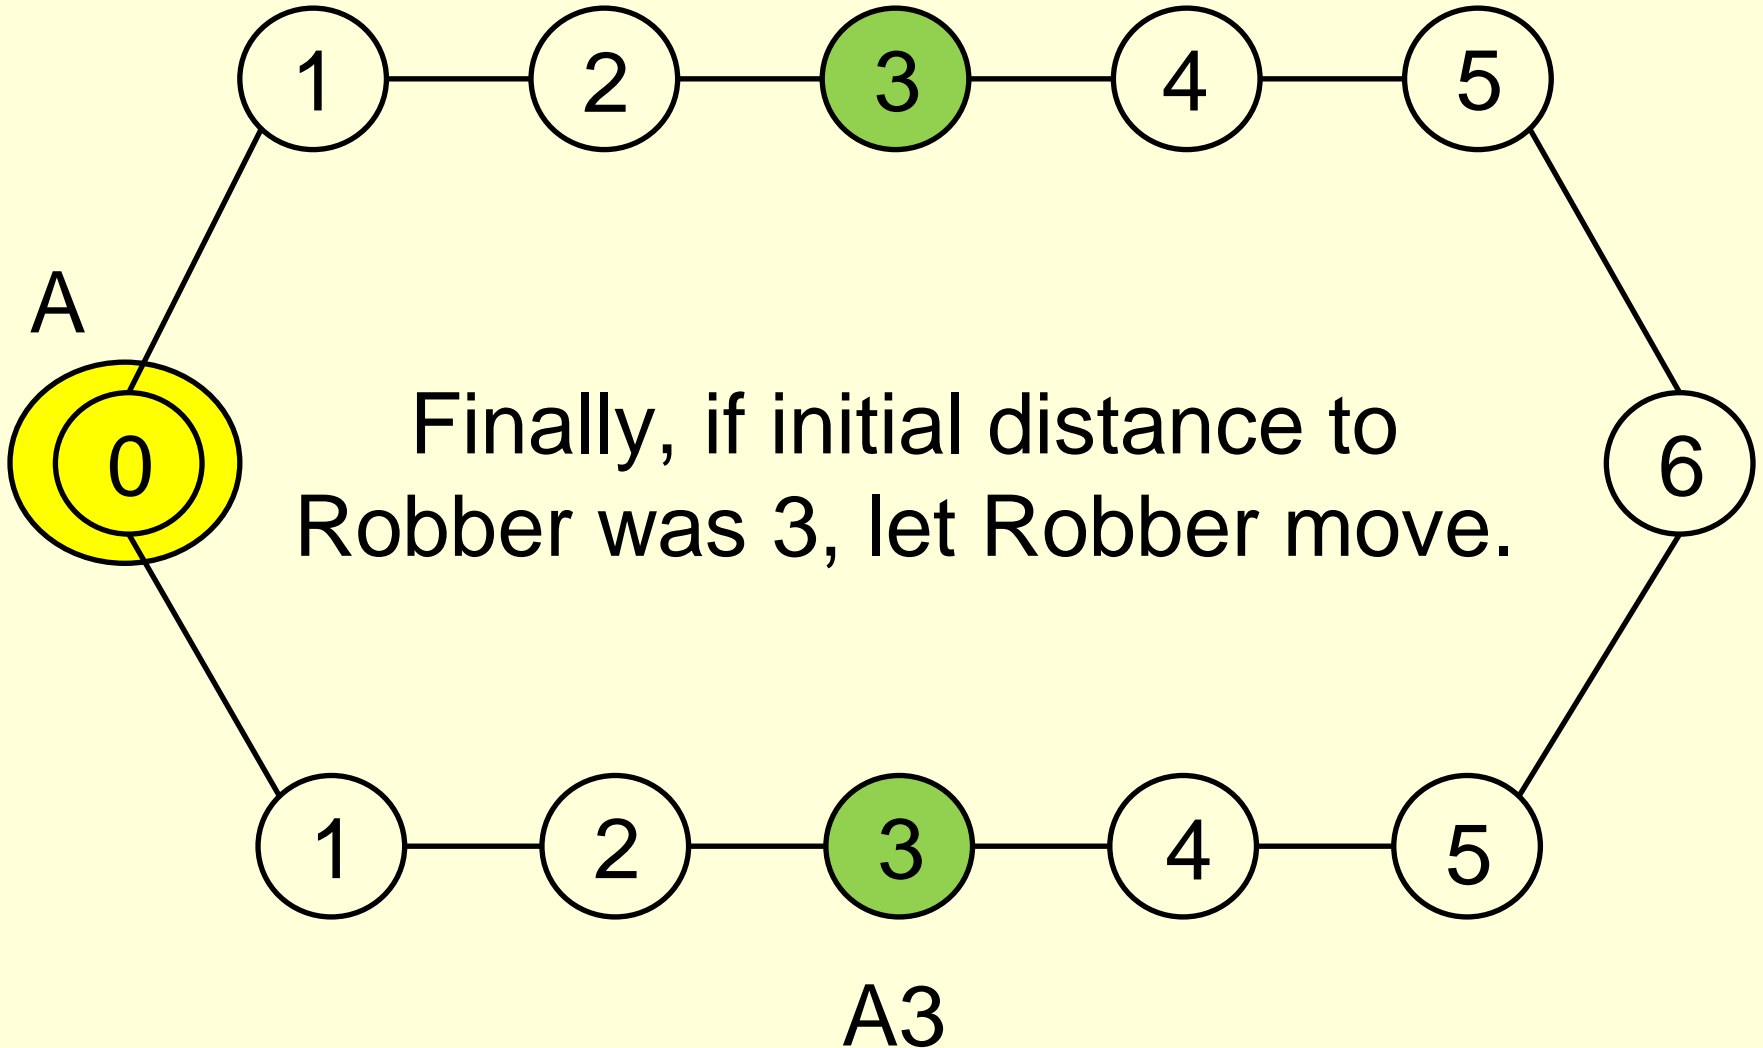 1 2 3 4 5
A
0
Finally, if initial distance to
6
Robber was 3, let Robber move.
1 2 3 4 5
A3